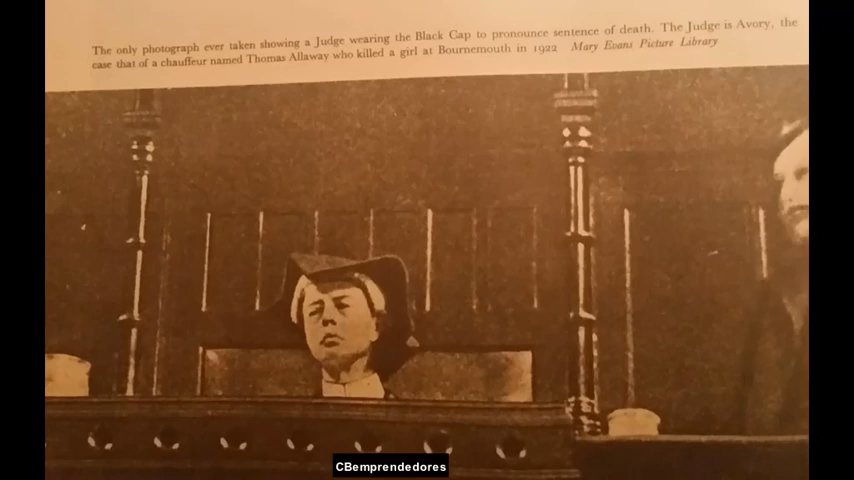 The only photograph ever taken showing a Judge wearing the Black Cap to pronounce sentence of death. The Judge is Avory, the
case that of a chauffeur named Thomas Allaway who killed a girl at Bournemouth in 1922 Mary Evans Picture Library
CBemprendedores